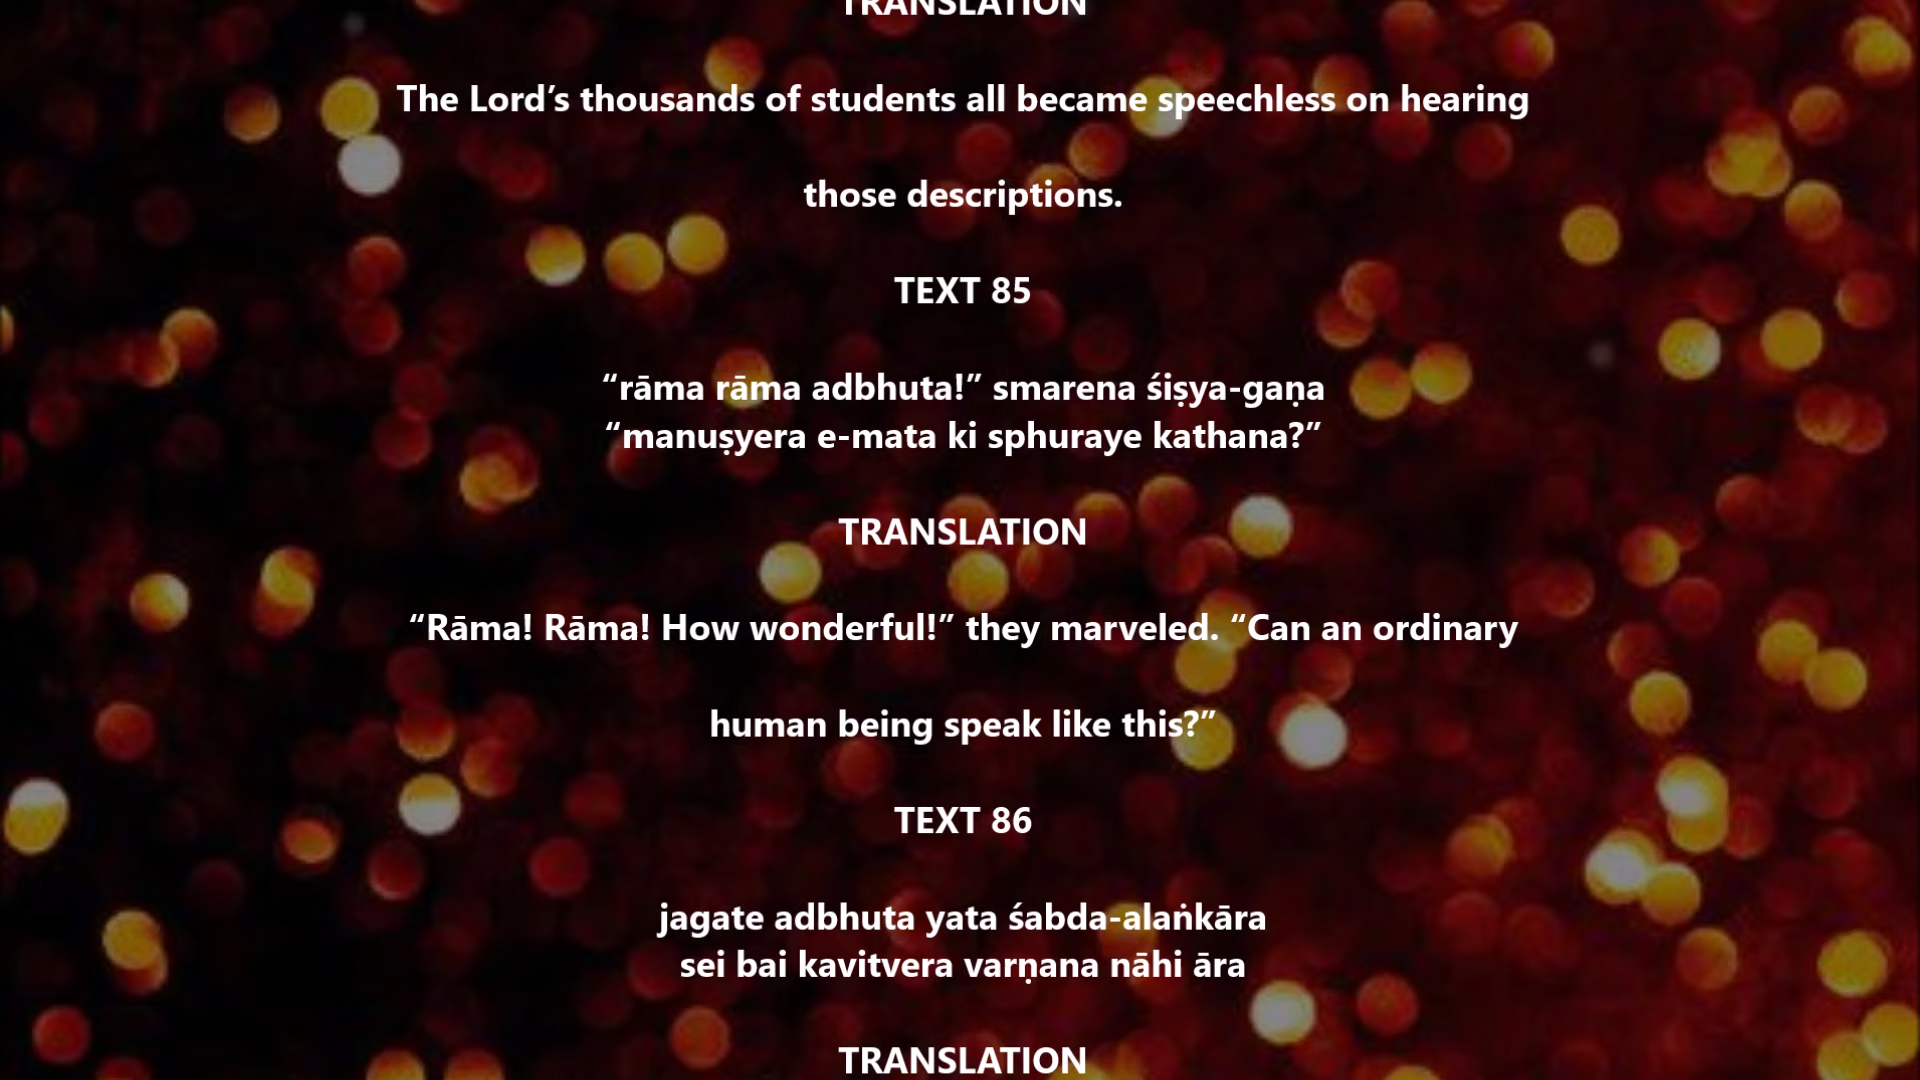 TRANSLATION
The Lord’s thousands of students all became speechless on hearing
those descriptions.
TEXT 85
“rāma rāma adbhuta!” smarena śiṣya-gaṇa
“manuṣyera e-mata ki sphuraye kathana?”
TRANSLATION
“Rāma! Rāma! How wonderful!” they marveled. “Can an ordinary
human being speak like this?”
TEXT 86
jagate adbhuta yata śabda-alaṅkāra
sei bai kavitvera varṇana nāhi āra
TRANSLATION